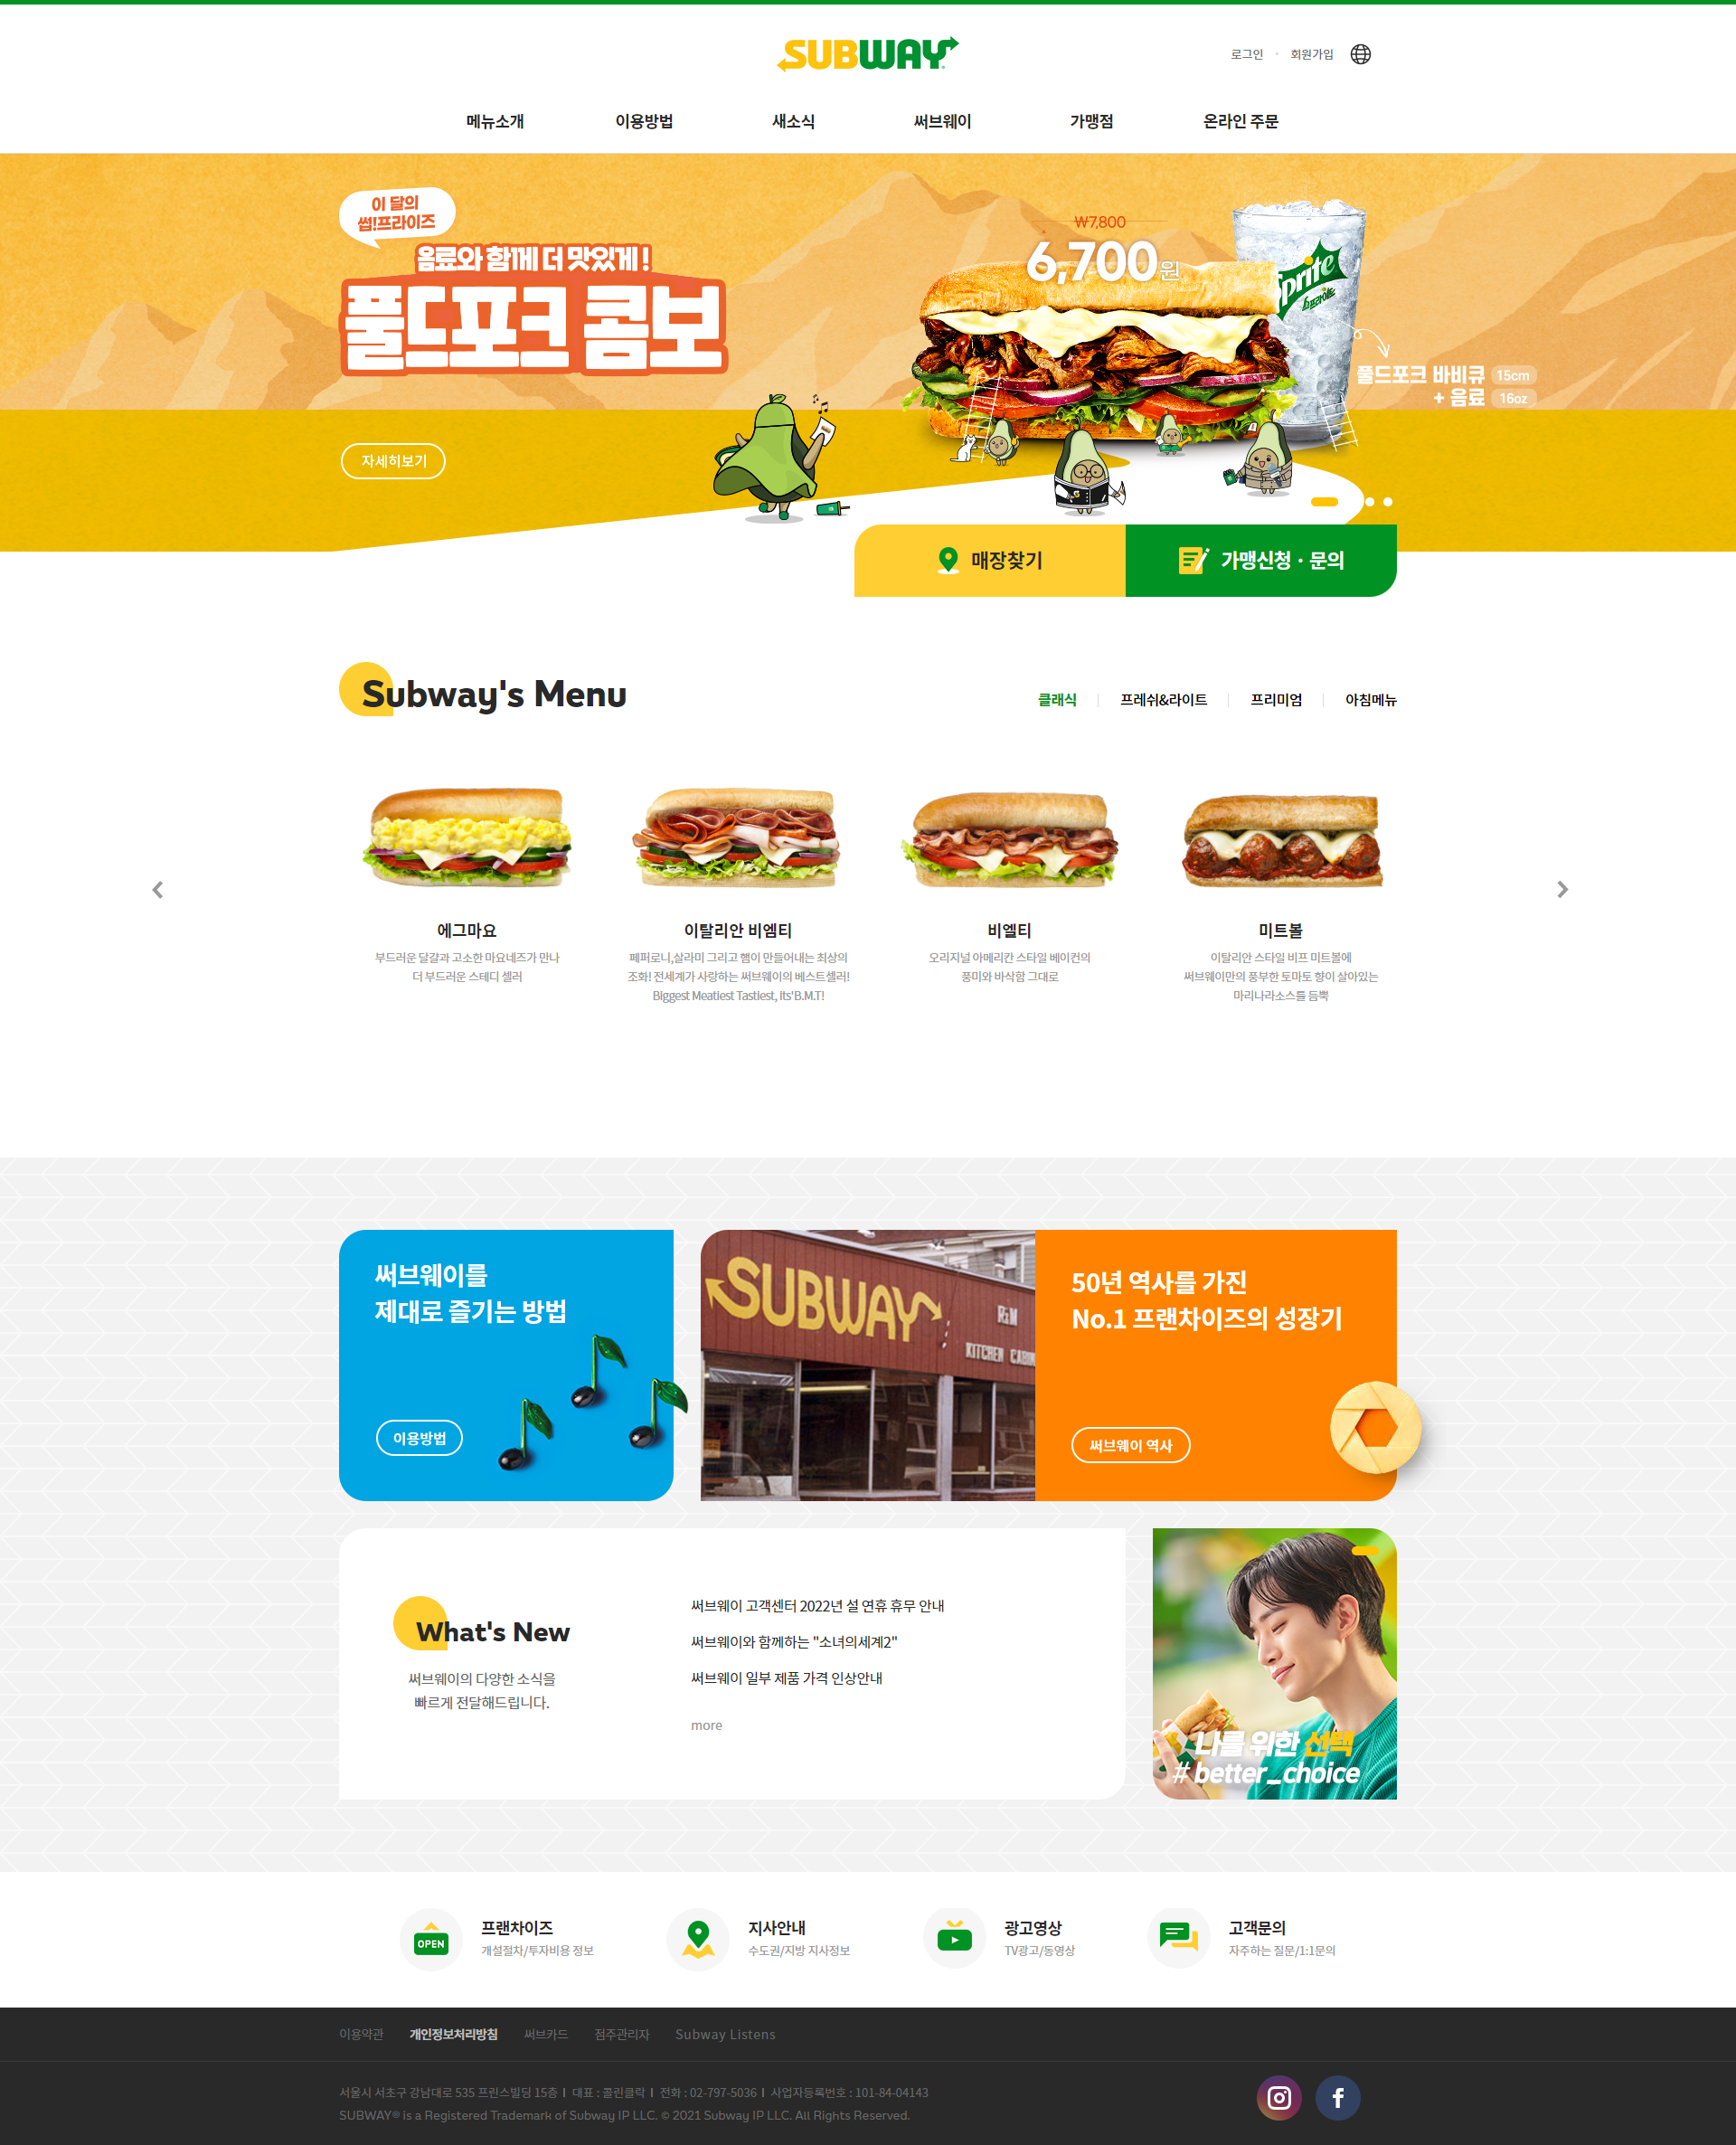 SUBWAY
로그인
회원가입
메뉴소개
이용방법
새소식
써브웨이
가맹점
온라인 주문
이 달의
썹!프라이즈
음료와 함께 더 맛있게!
풀드포크 콤보
₩7,800
6,700원
Sprite
스프라이트
풀드포크 바비큐 15cm
+ 음료 16oz
자세히보기
매장찾기
가맹신청 · 문의
Subway's Menu
클래식
프레쉬&라이트
프리미엄
아침메뉴
에그마요
부드러운 달걀과 고소한 마요네즈가 만나
더 부드러운 스테디 셀러
이탈리안 비엠티
페퍼로니,살라미 그리고 햄이 만들어내는 최상의
조화! 전세계가 사랑하는 써브웨이의 베스트셀러!
Biggest Meatiest Tastiest, its'B.M.T!
비엘티
오리지널 아메리칸 스타일 베이컨의
풍미와 바삭함 그대로
미트볼
이탈리안 스타일 비프 미트볼에
써브웨이만의 풍부한 토마토 향이 살아있는
마리나라소스를 듬뿍
써브웨이를
제대로 즐기는 방법
이용방법
SUBWAY
R&M
KITCHEN CABIN
50년 역사를 가진
No.1 프랜차이즈의 성장기
써브웨이 역사
What's New
써브웨이의 다양한 소식을
빠르게 전달해드립니다.
써브웨이 고객센터 2022년 설 연휴 휴무 안내
써브웨이와 함께하는 "소녀의세계2"
써브웨이 일부 제품 가격 인상안내
more
나를 위한 선택
# better_choice
OPEN
프랜차이즈
개설절차/투자비용 정보
지사안내
수도권/지방 지사정보
광고영상
TV광고/동영상
고객문의
자주하는 질문/1:1문의
이용약관
개인정보처리방침
써브카드
점주관리자
Subway Listens
서울시 서초구 강남대로 535 프린스빌딩 15층 I 대표 : 콜린클락 I 전화 : 02-797-5036 I 사업자등록번호 : 101-84-04143
SUBWAY® is a Registered Trademark of Subway IP LLC. © 2021 Subway IP LLC. All Rights Reserved.